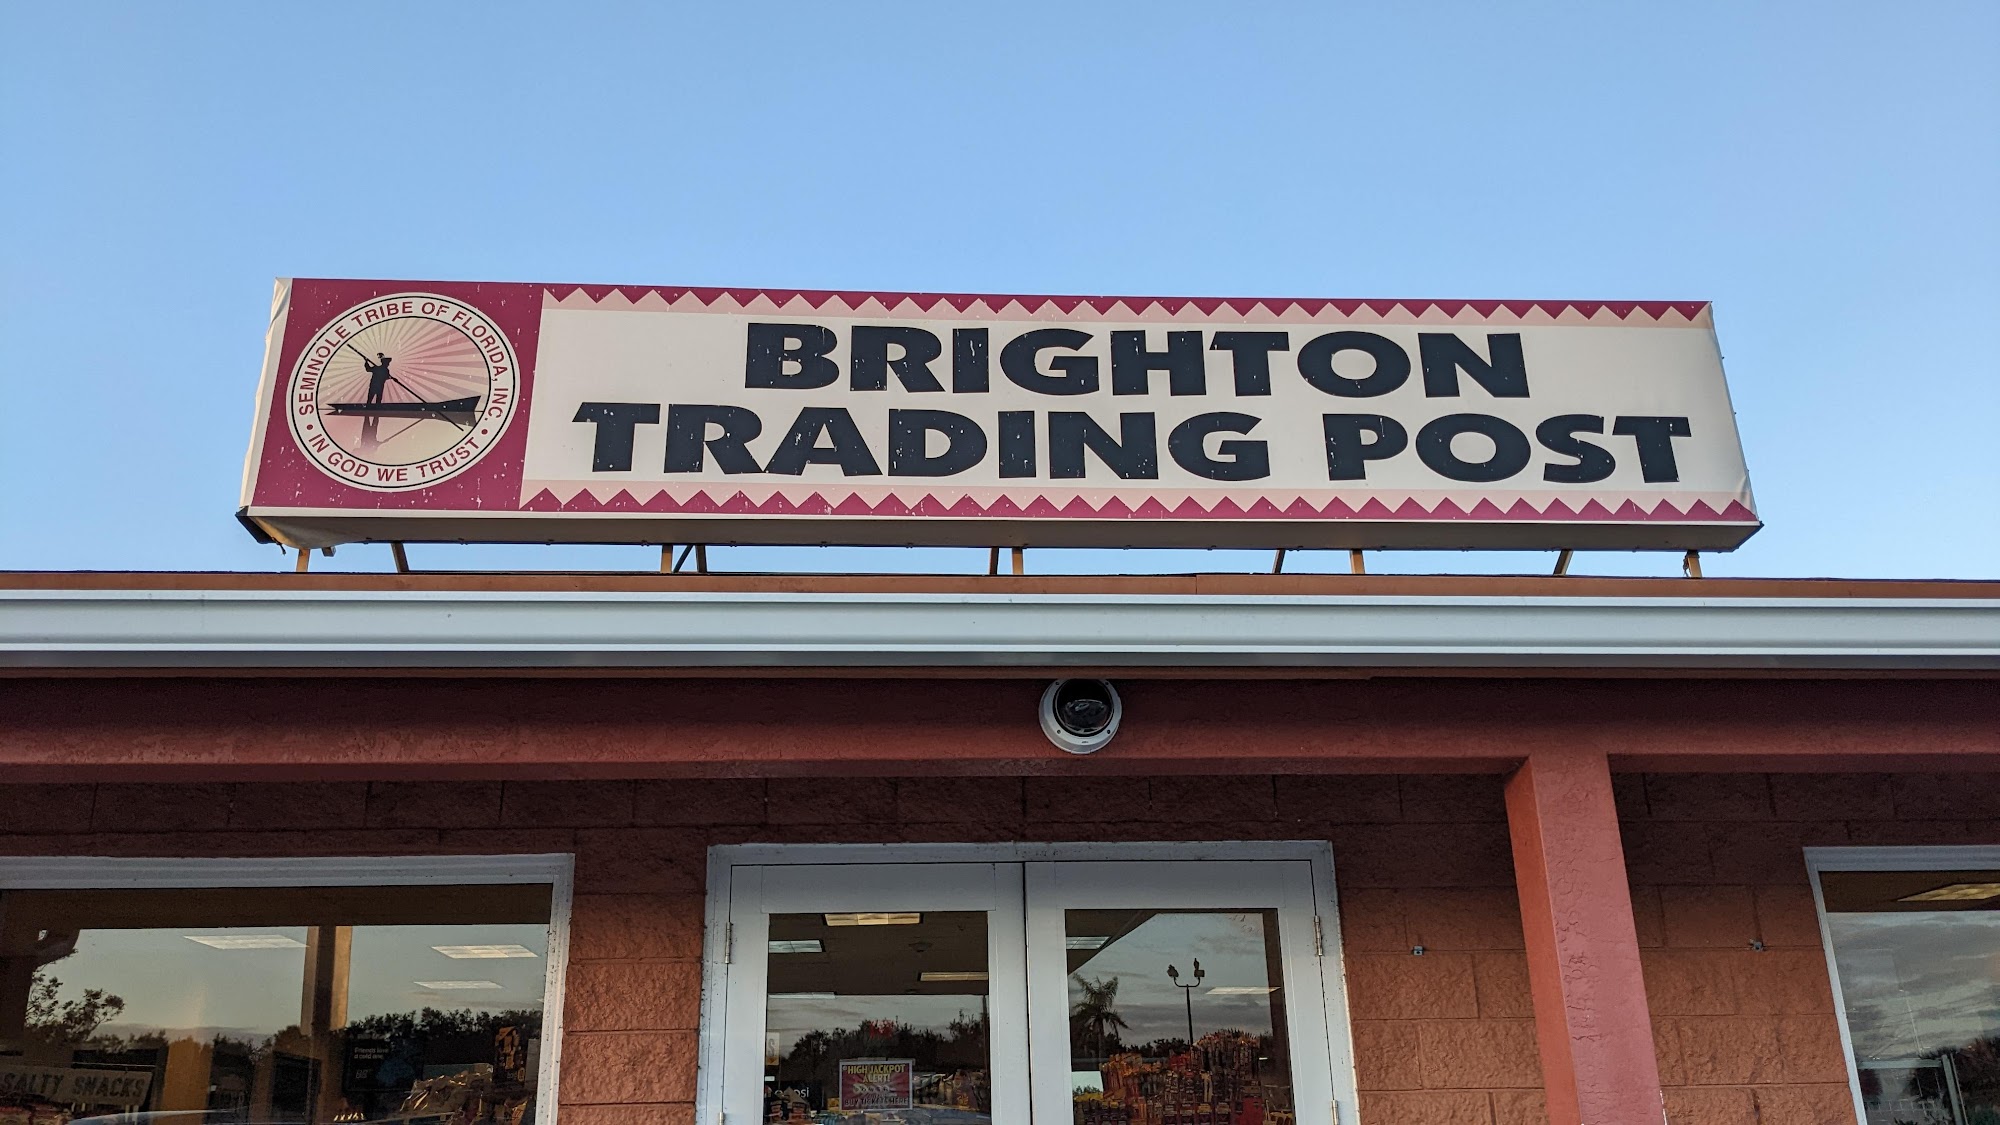 SEMINOLE TRIBE OF FLORIDA, INC.
• IN GOD WE TRUST •
BRIGHTON
TRADING POST
SALTY SNACKS
HIGH JACKPOT
ALERT!